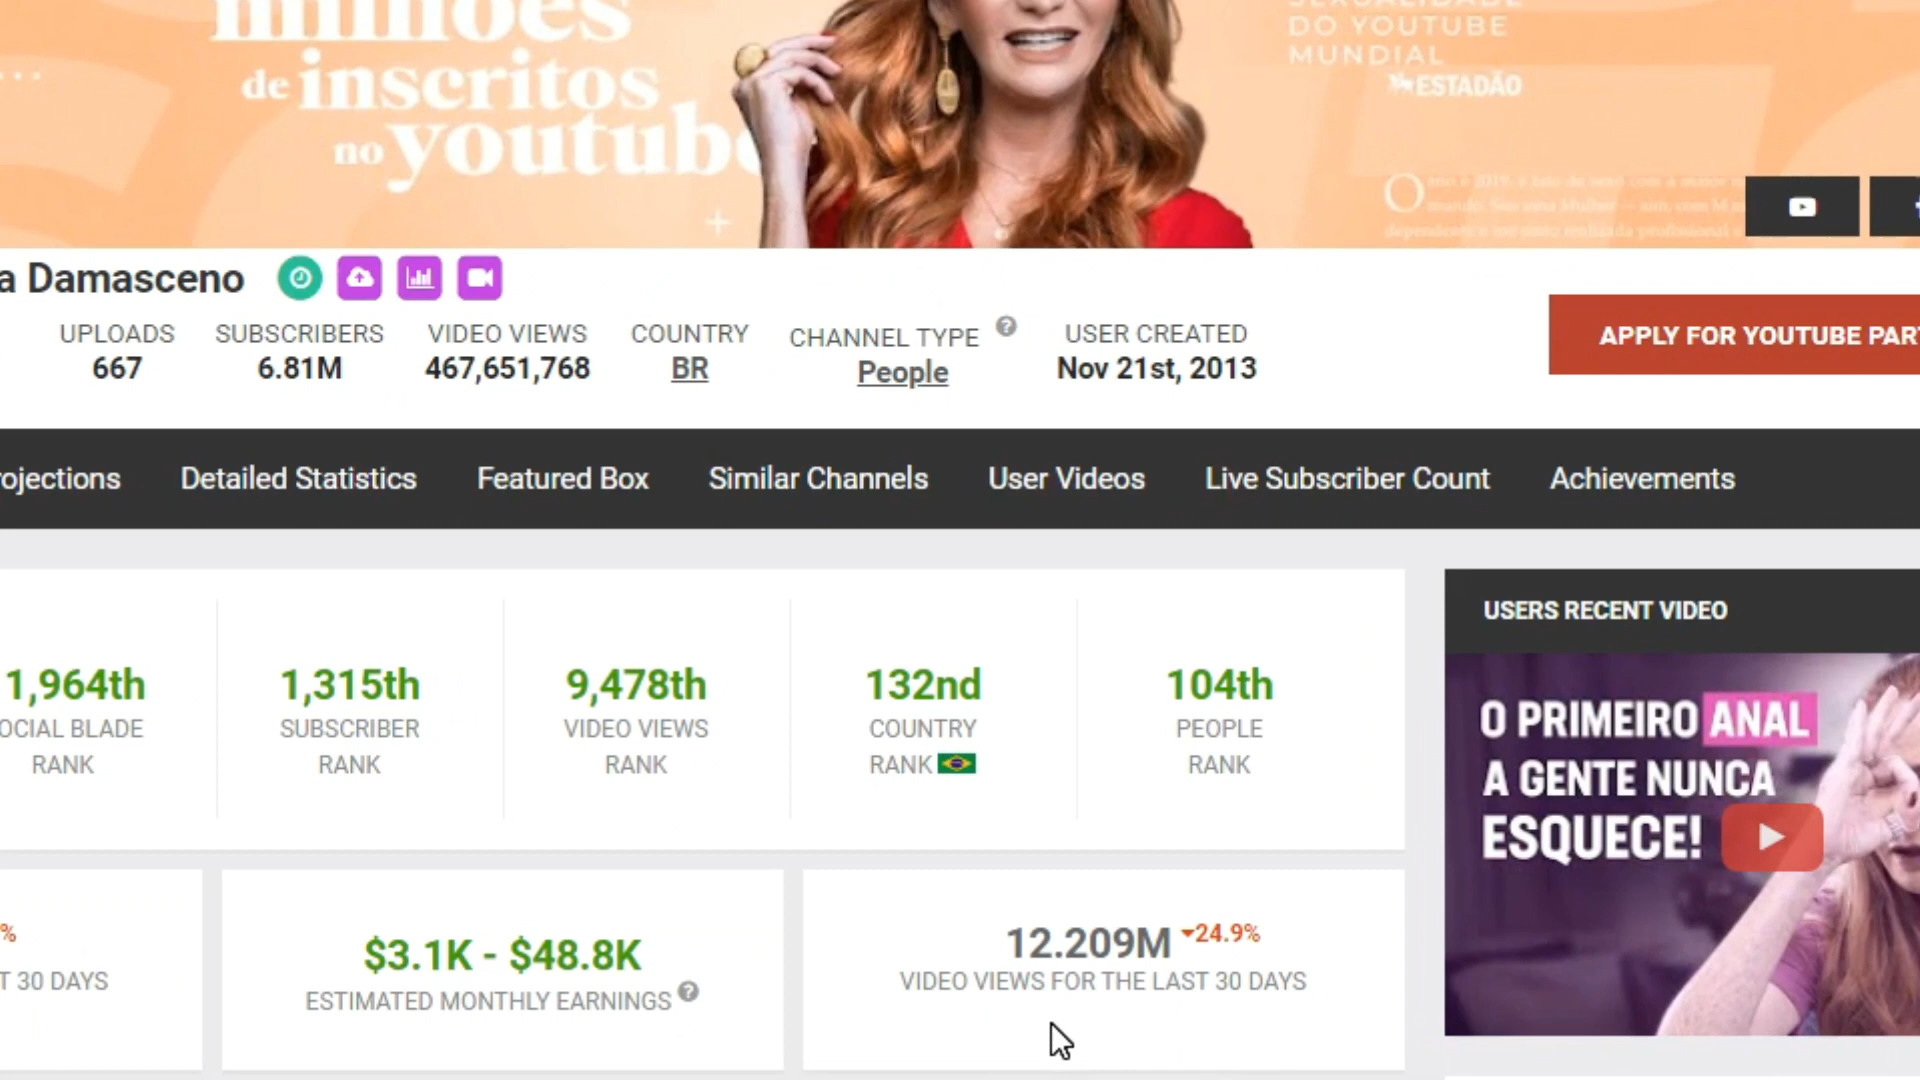 milhões
de inscritos
no youtube
SEXUALIDADE
DO YOUTUBE
MUNDIAL
ESTADÃO
a Damasceno
UPLOADS
667
SUBSCRIBERS
6.81M
VIDEO VIEWS
467,651,768
COUNTRY
BR
CHANNEL TYPE
People
USER CREATED
Nov 21st, 2013
APPLY FOR YOUTUBE PAR
ojections
Detailed Statistics
Featured Box
Similar Channels
User Videos
Live Subscriber Count
Achievements
1,964th
OCIAL BLADE
RANK
1,315th
SUBSCRIBER
RANK
9,478th
VIDEO VIEWS
RANK
132nd
COUNTRY
RANK
104th
PEOPLE
RANK
USERS RECENT VIDEO
O PRIMEIRO ANAL
A GENTE NUNCA
ESQUECE!
%
T 30 DAYS
$3.1K - $48.8K
ESTIMATED MONTHLY EARNINGS
12.209M 24.9%
VIDEO VIEWS FOR THE LAST 30 DAYS